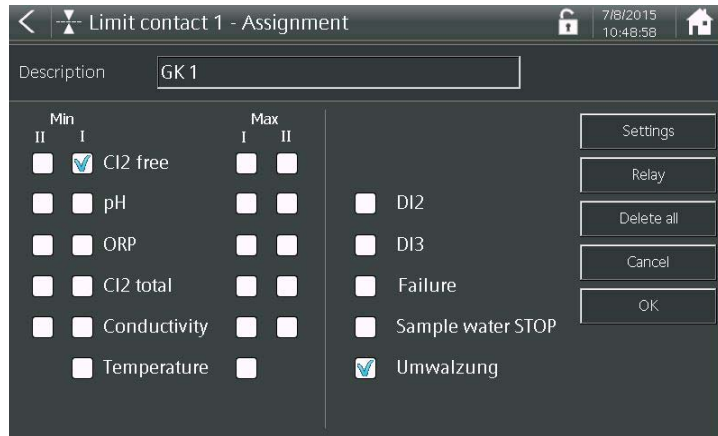 Limit contact 1 - Assignment
7/8/2015
10:48:58
Description GK 1
Min Max
II I I II
Cl2 free
pH
ORP
Cl2 total
Conductivity
Temperature
DI2
DI3
Failure
Sample water STOP
Umwalzung
Settings
Relay
Delete all
Cancel
OK